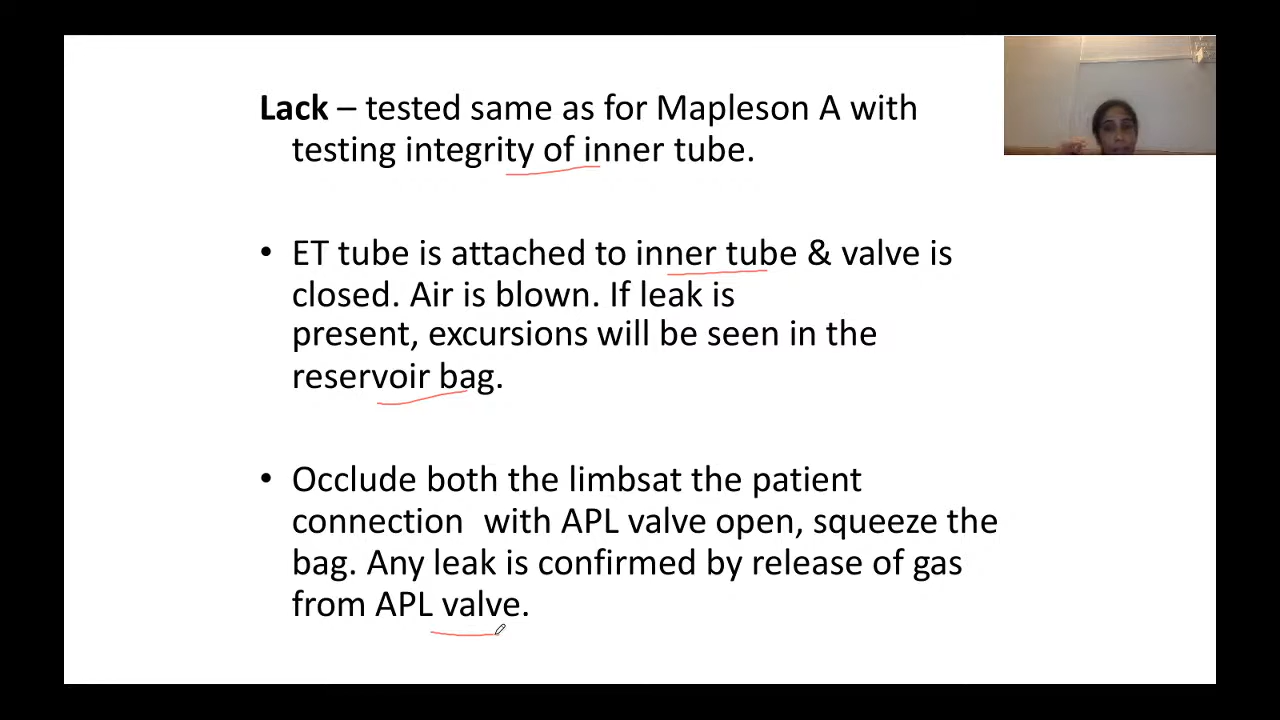 Lack – tested same as for Mapleson A with
testing integrity of inner tube.
• ET tube is attached to inner tube & valve is
closed. Air is blown. If leak is
present, excursions will be seen in the
reservoir bag.
• Occlude both the limbsat the patient
connection with APL valve open, squeeze the
bag. Any leak is confirmed by release of gas
from APL valve.